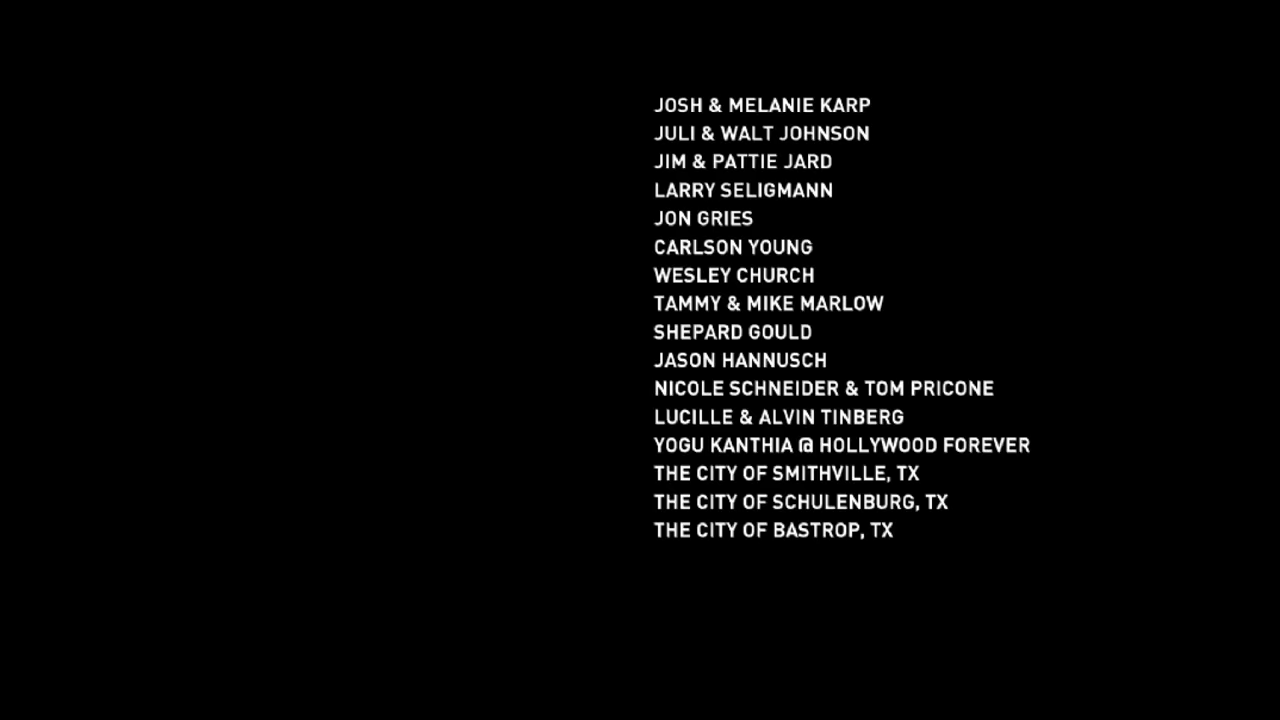 JOSH & MELANIE KARP
JULI & WALT JOHNSON
JIM & PATTIE JARD
LARRY SELIGMANN
JON GRIES
CARLSON YOUNG
WESLEY CHURCH
TAMMY & MIKE MARLOW
SHEPARD GOULD
JASON HANNUSCH
NICOLE SCHNEIDER & TOM PRICONE
LUCILLE & ALVIN TINBERG
YOGU KANTHIA @ HOLLYWOOD FOREVER
THE CITY OF SMITHVILLE, TX
THE CITY OF SCHULENBURG, TX
THE CITY OF BASTROP, TX